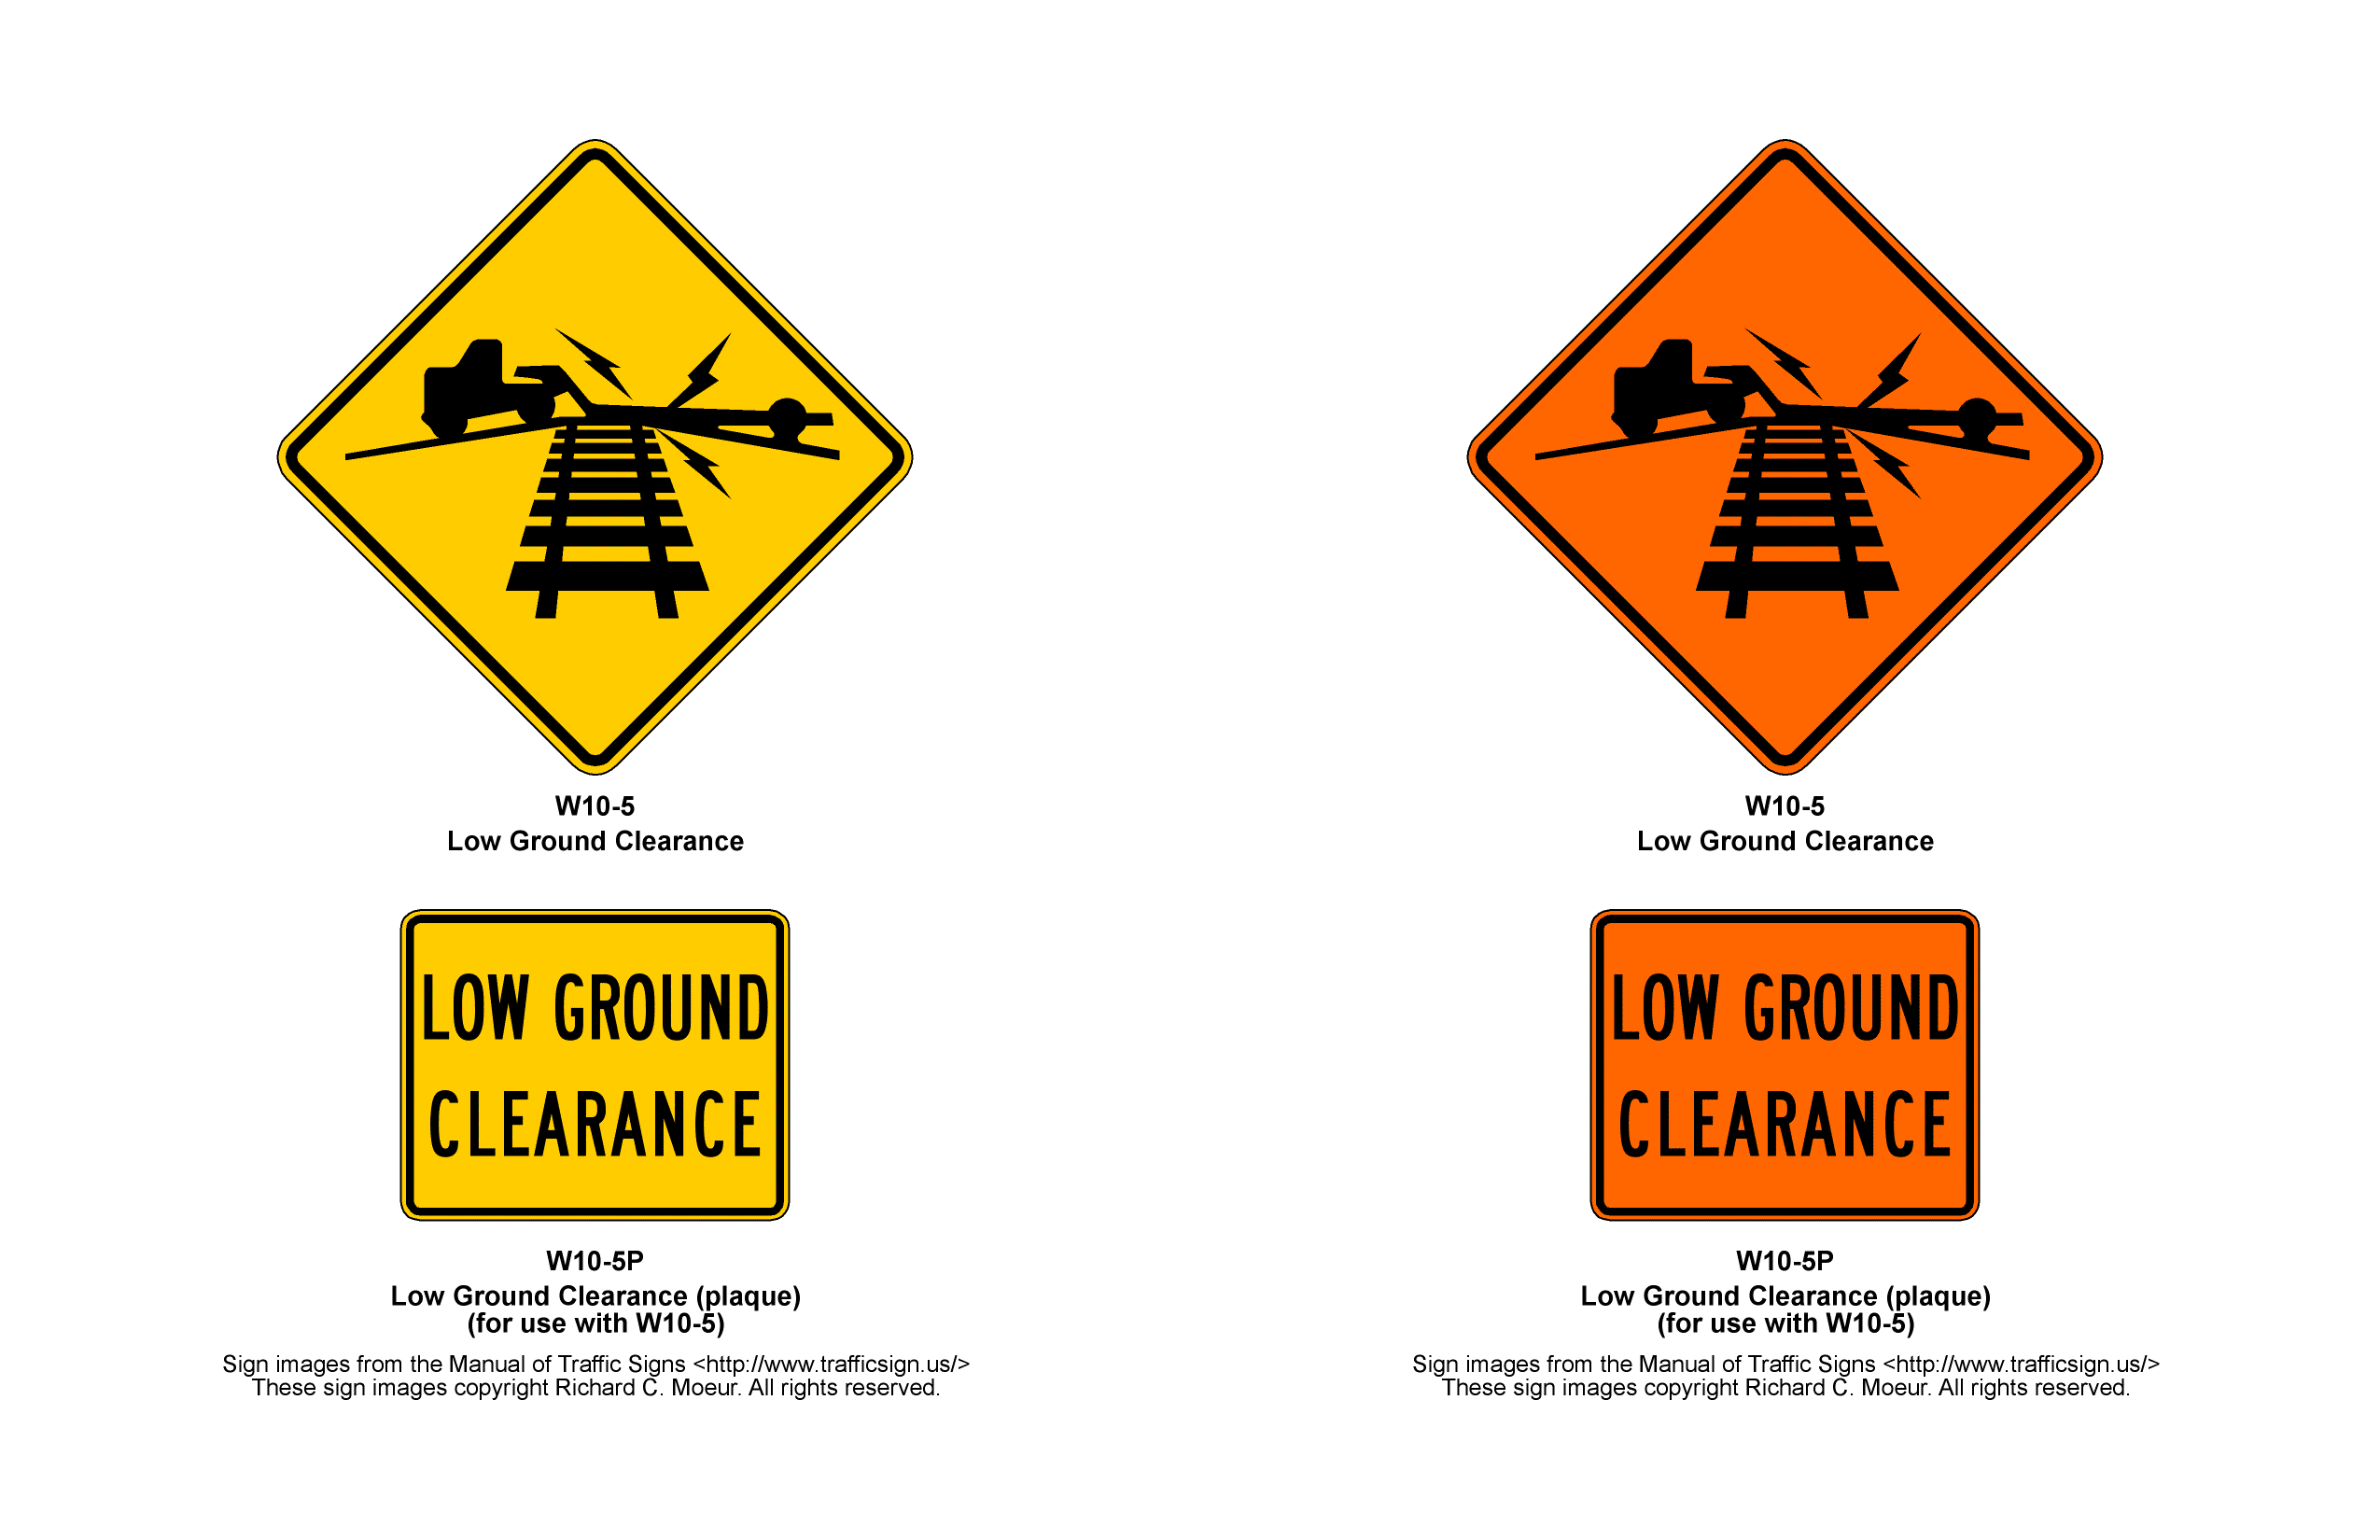 W10-5
Low Ground Clearance
LOW GROUND
CLEARANCE
W10-5P
Low Ground Clearance (plaque)
(for use with W10-5)
Sign images from the Manual of Traffic Signs <http://www.trafficsign.us/>
These sign images copyright Richard C. Moeur. All rights reserved.
W10-5
Low Ground Clearance
LOW GROUND
CLEARANCE
W10-5P
Low Ground Clearance (plaque)
(for use with W10-5)
Sign images from the Manual of Traffic Signs <http://www.trafficsign.us/>
These sign images copyright Richard C. Moeur. All rights reserved.